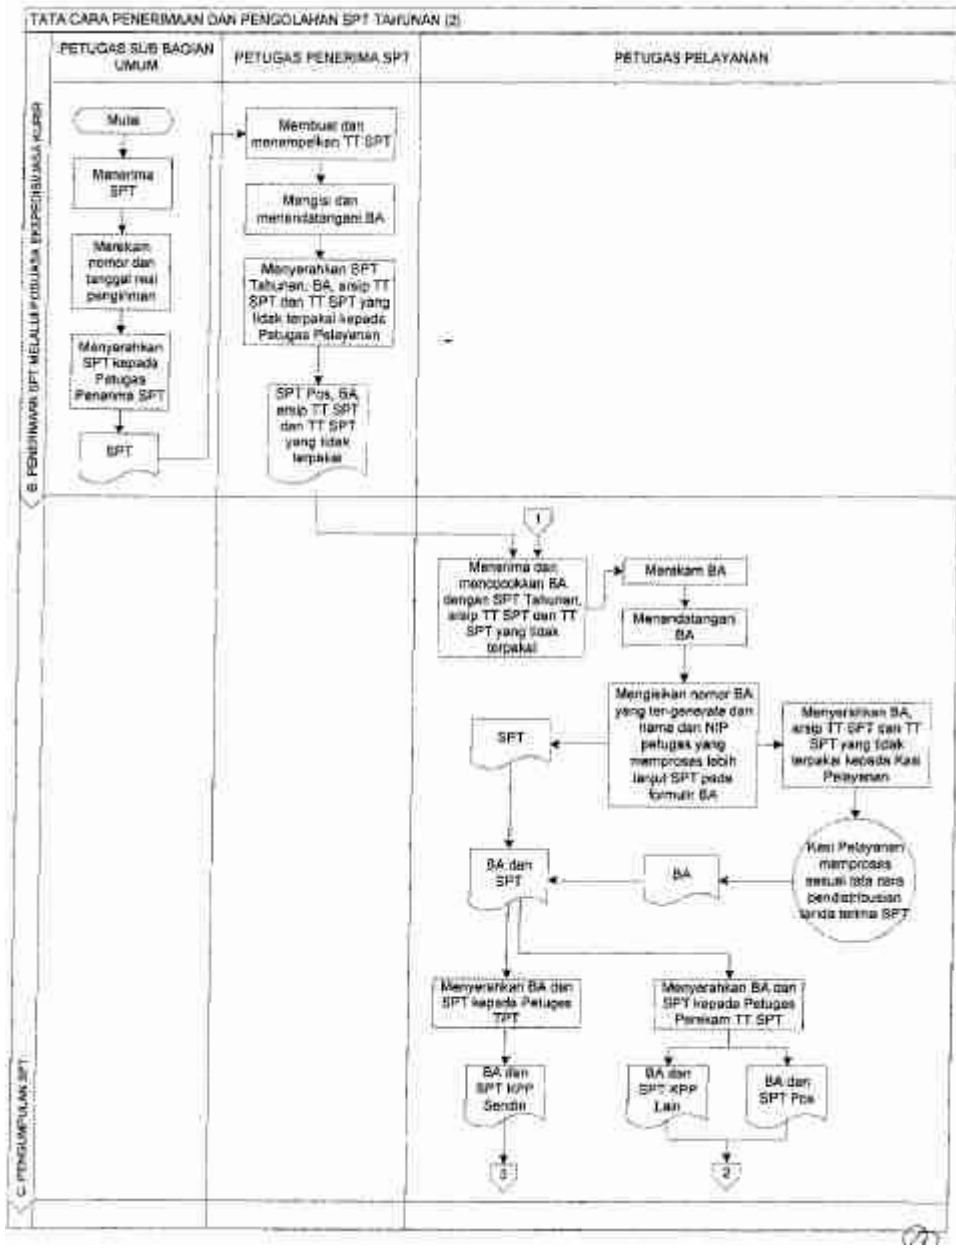 TATA CARA PENERIMAAN DAN PENGOLAHAN SPT TAHUNAN (2)
PETUGAS SUB BAGIAN
UMUM
PETUGAS PENERIMA SPT
PETUGAS PELAYANAN
B. PENERIMAAN SPT MELALUI POS/JASA EKSPEDISI/JASA KURIR
Mulai
Menerima
SPT
Merekam
nomor dan
tanggal resi
pengiriman
Menyerahkan
SPT kepada
Petugas
Penerima SPT
SPT
Membuat dan
menempelkan TT SPT
Mengisi dan
menandatangani BA
Menyerahkan SPT
Tahunan, BA, arsip TT
SPT dan TT SPT yang
tidak terpakai kepada
Petugas Pelayanan
SPT Pos, BA,
arsip TT SPT
dan TT SPT
yang tidak
terpakai
C. PENGUMPULAN SPT
1
Menerima dan
mencocokkan BA
dengan SPT Tahunan,
arsip TT SPT dan TT
SPT yang tidak
terpakai
Merekam BA
Menandatangani
BA
Mengisikan nomor BA
yang ter-generate dan
nama dan NIP
petugas yang
memproses lebih
lanjut SPT pada
formulir BA
SPT
Menyerahkan BA,
arsip TT SPT dan TT
SPT yang tidak
terpakai kepada Kasi
Pelayanan
Kasi Pelayanan
memproses
sesuai tata cara
pendistribusian
tanda terima SPT
BA
BA dan
SPT
Menyerahkan BA dan
SPT kepada Petugas
TPT
Menyerahkan BA dan
SPT kepada Petugas
Perekam TT SPT
BA dan
SPT KPP
Sendiri
BA dan
SPT KPP
Lain
BA dan
SPT Pos
3
2